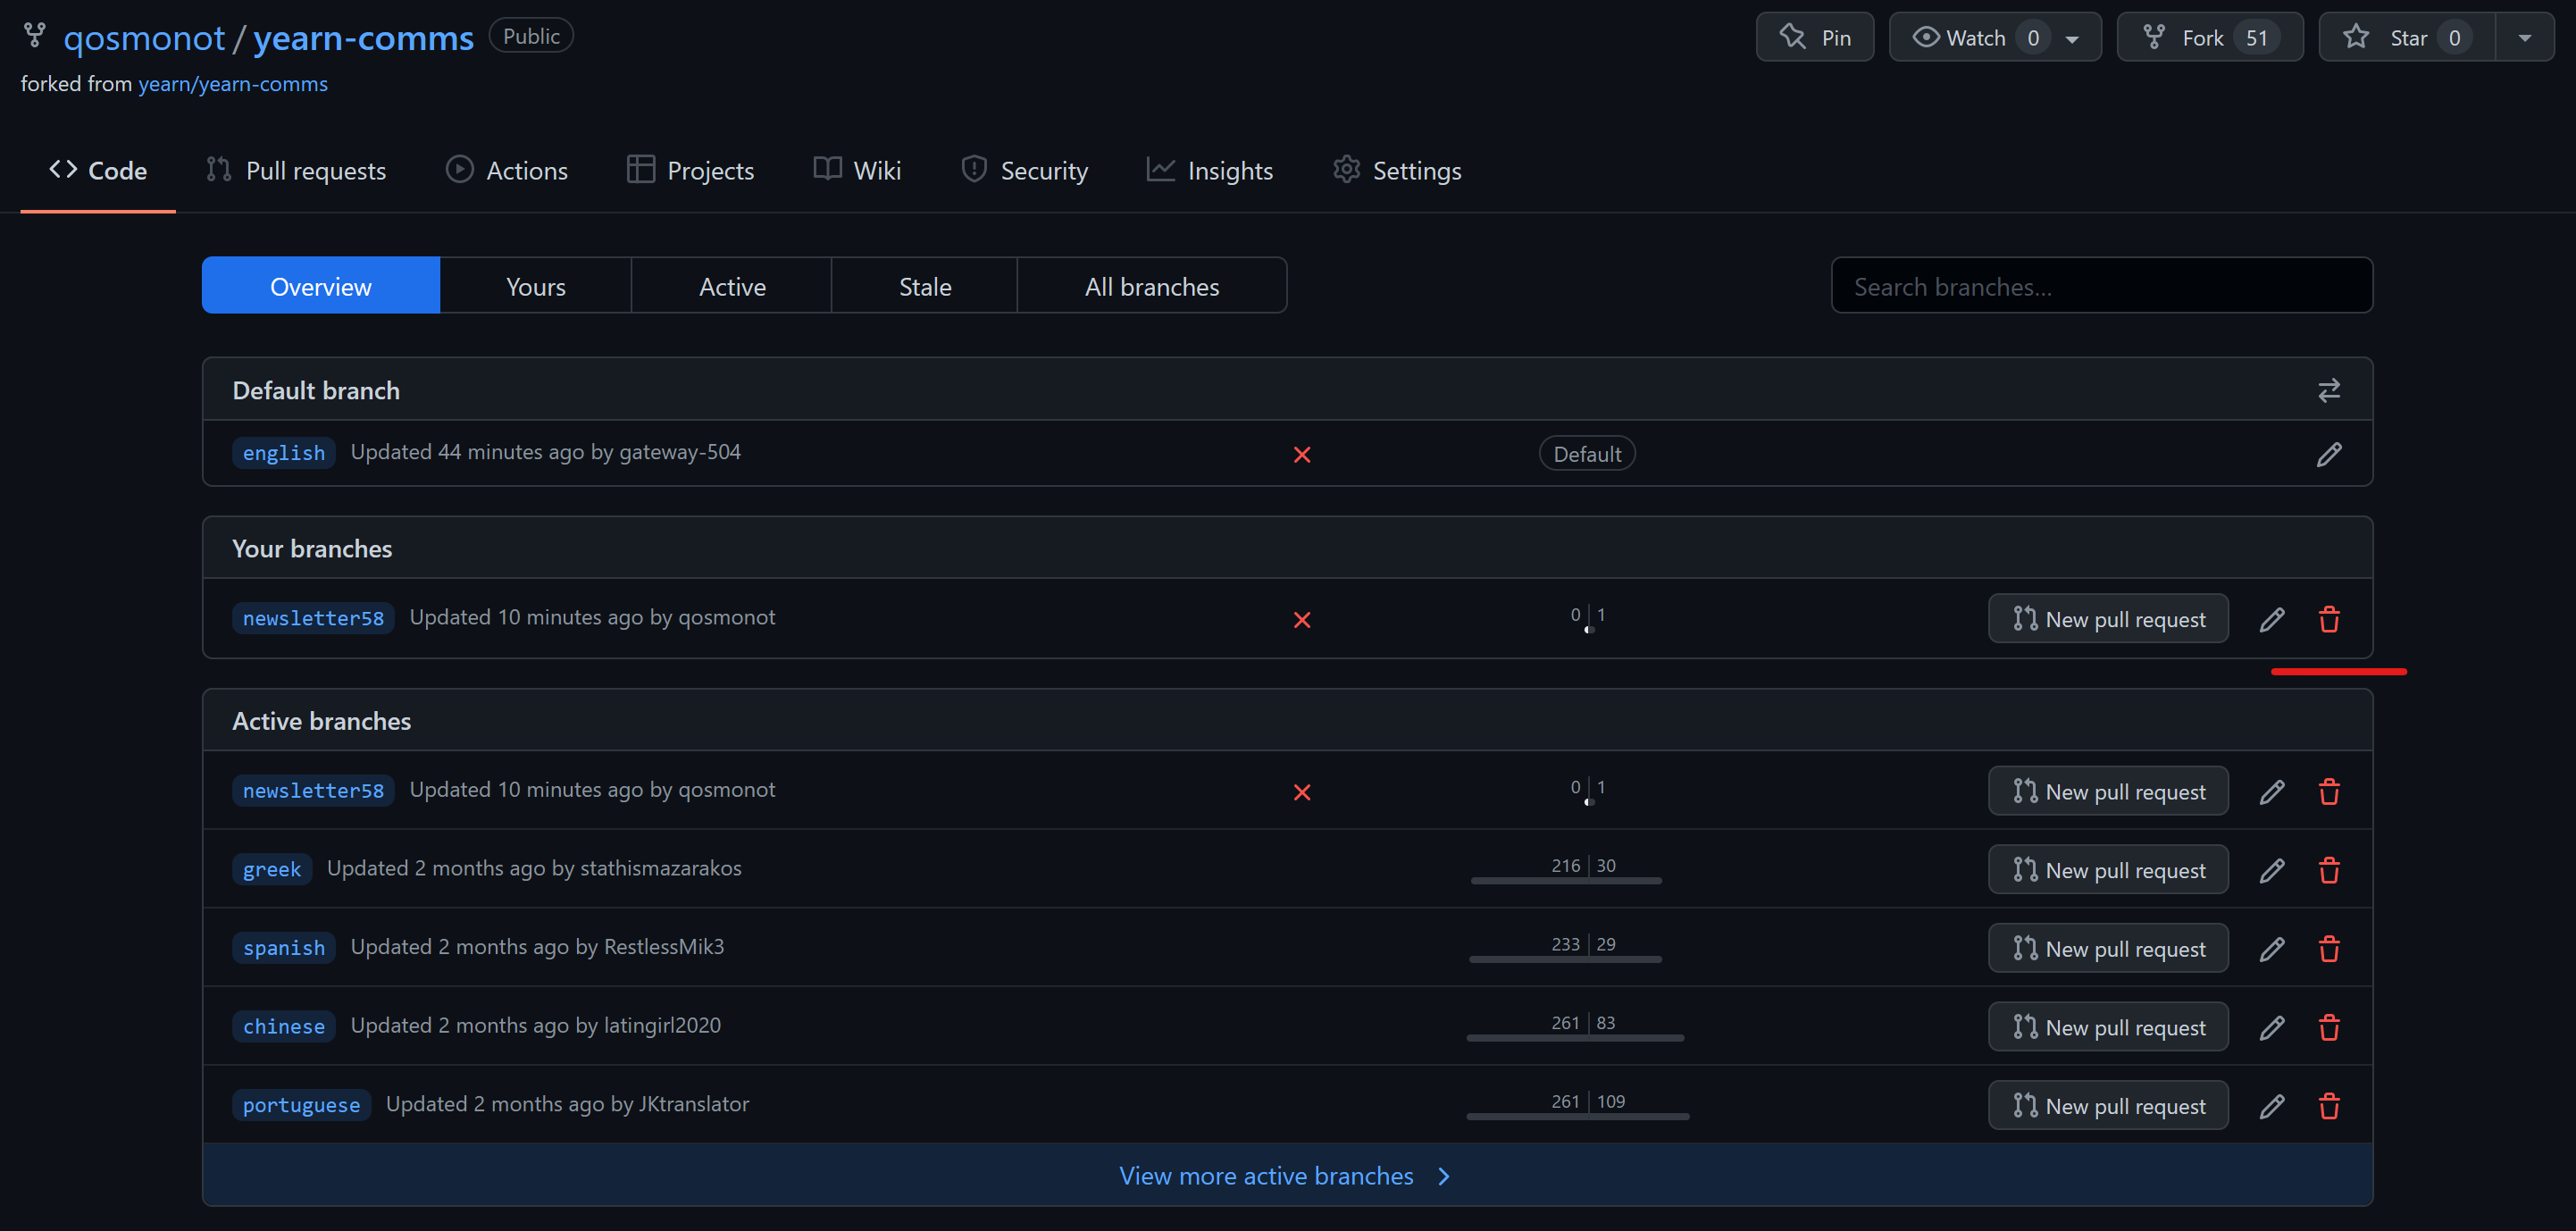 qosmonot / yearn-comms Public Pin Watch 0 Fork 51 Star 0
forked from yearn/yearn-comms
Code Pull requests Actions Projects Wiki Security Insights Settings
Overview Yours Active Stale All branches Search branches...
Default branch
english Updated 44 minutes ago by gateway-504 Default
Your branches
newsletter58 Updated 10 minutes ago by qosmonot 0 1 New pull request
Active branches
newsletter58 Updated 10 minutes ago by qosmonot 0 1 New pull request
greek Updated 2 months ago by stathismazarakos 216 30 New pull request
spanish Updated 2 months ago by RestlessMik3 233 29 New pull request
chinese Updated 2 months ago by latingirl2020 261 83 New pull request
portuguese Updated 2 months ago by JKtranslator 261 109 New pull request
View more active branches